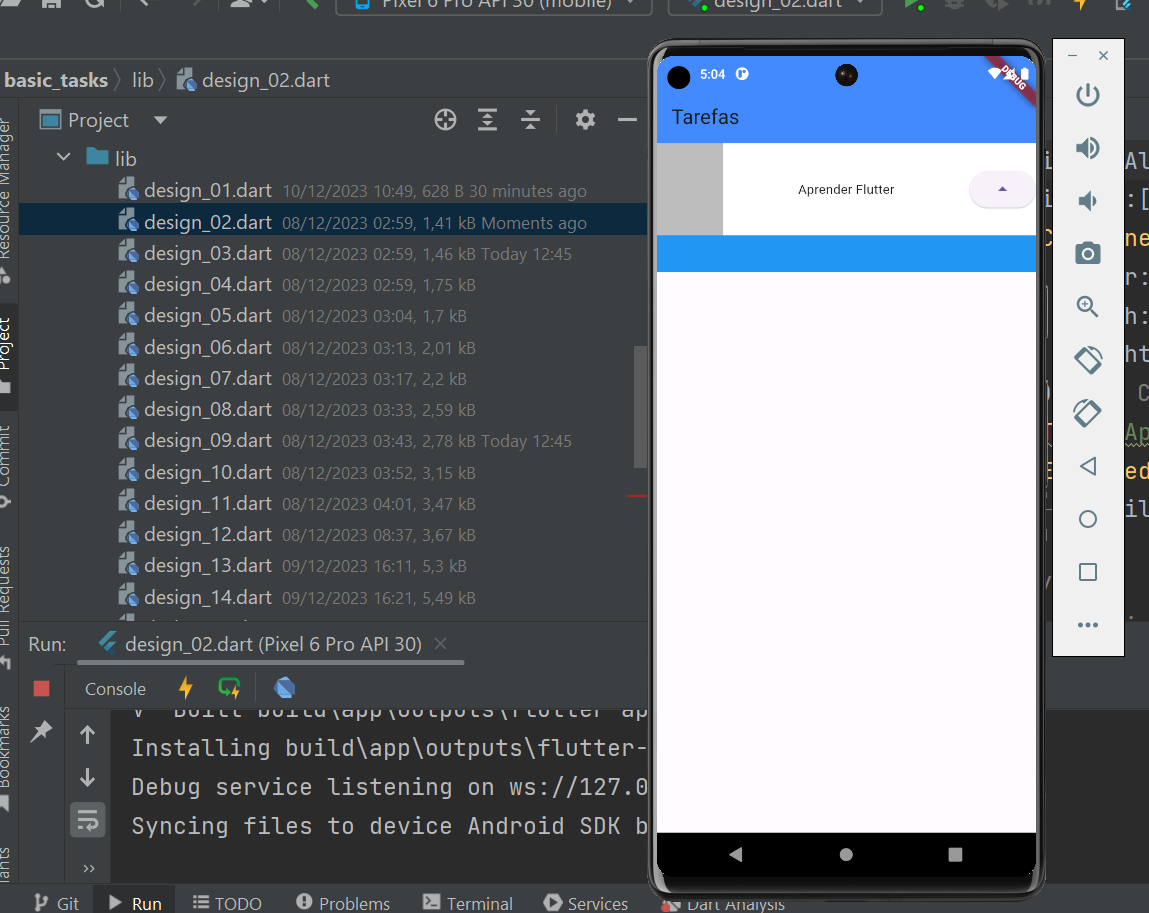 Pixel 6 Pro API 30 (mobile)
design_02.dart
basic_tasks
lib
design_02.dart
Project
lib
design_01.dart 10/12/2023 10:49, 628 B 30 minutes ago
design_02.dart 08/12/2023 02:59, 1,41 kB Moments ago
design_03.dart 08/12/2023 02:59, 1,46 kB Today 12:45
design_04.dart 08/12/2023 02:59, 1,75 kB
design_05.dart 08/12/2023 03:04, 1,7 kB
design_06.dart 08/12/2023 03:13, 2,01 kB
design_07.dart 08/12/2023 03:17, 2,2 kB
design_08.dart 08/12/2023 03:33, 2,59 kB
design_09.dart 08/12/2023 03:43, 2,78 kB Today 12:45
design_10.dart 08/12/2023 03:52, 3,15 kB
design_11.dart 08/12/2023 04:01, 3,47 kB
design_12.dart 08/12/2023 08:37, 3,67 kB
design_13.dart 09/12/2023 16:11, 5,3 kB
design_14.dart 09/12/2023 16:21, 5,49 kB
Resource Manager
Project
Commit
Pull Requests
Bookmarks
5:04
DEBUG
Tarefas
Aprender Flutter
Run:
design_02.dart (Pixel 6 Pro API 30)
Console
Built build\app\outputs\flutter-ap
Installing build\app\outputs\flutter-
Debug service listening on ws://127.0
Syncing files to device Android SDK b
Git
Run
TODO
Problems
Terminal
Services
Dart Analysis